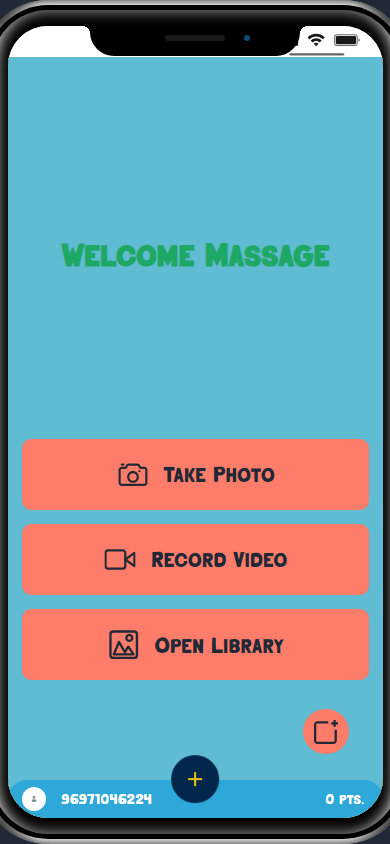 Welcome Massage
Take Photo
Record Video
Open Library
96971046224
0 pts.